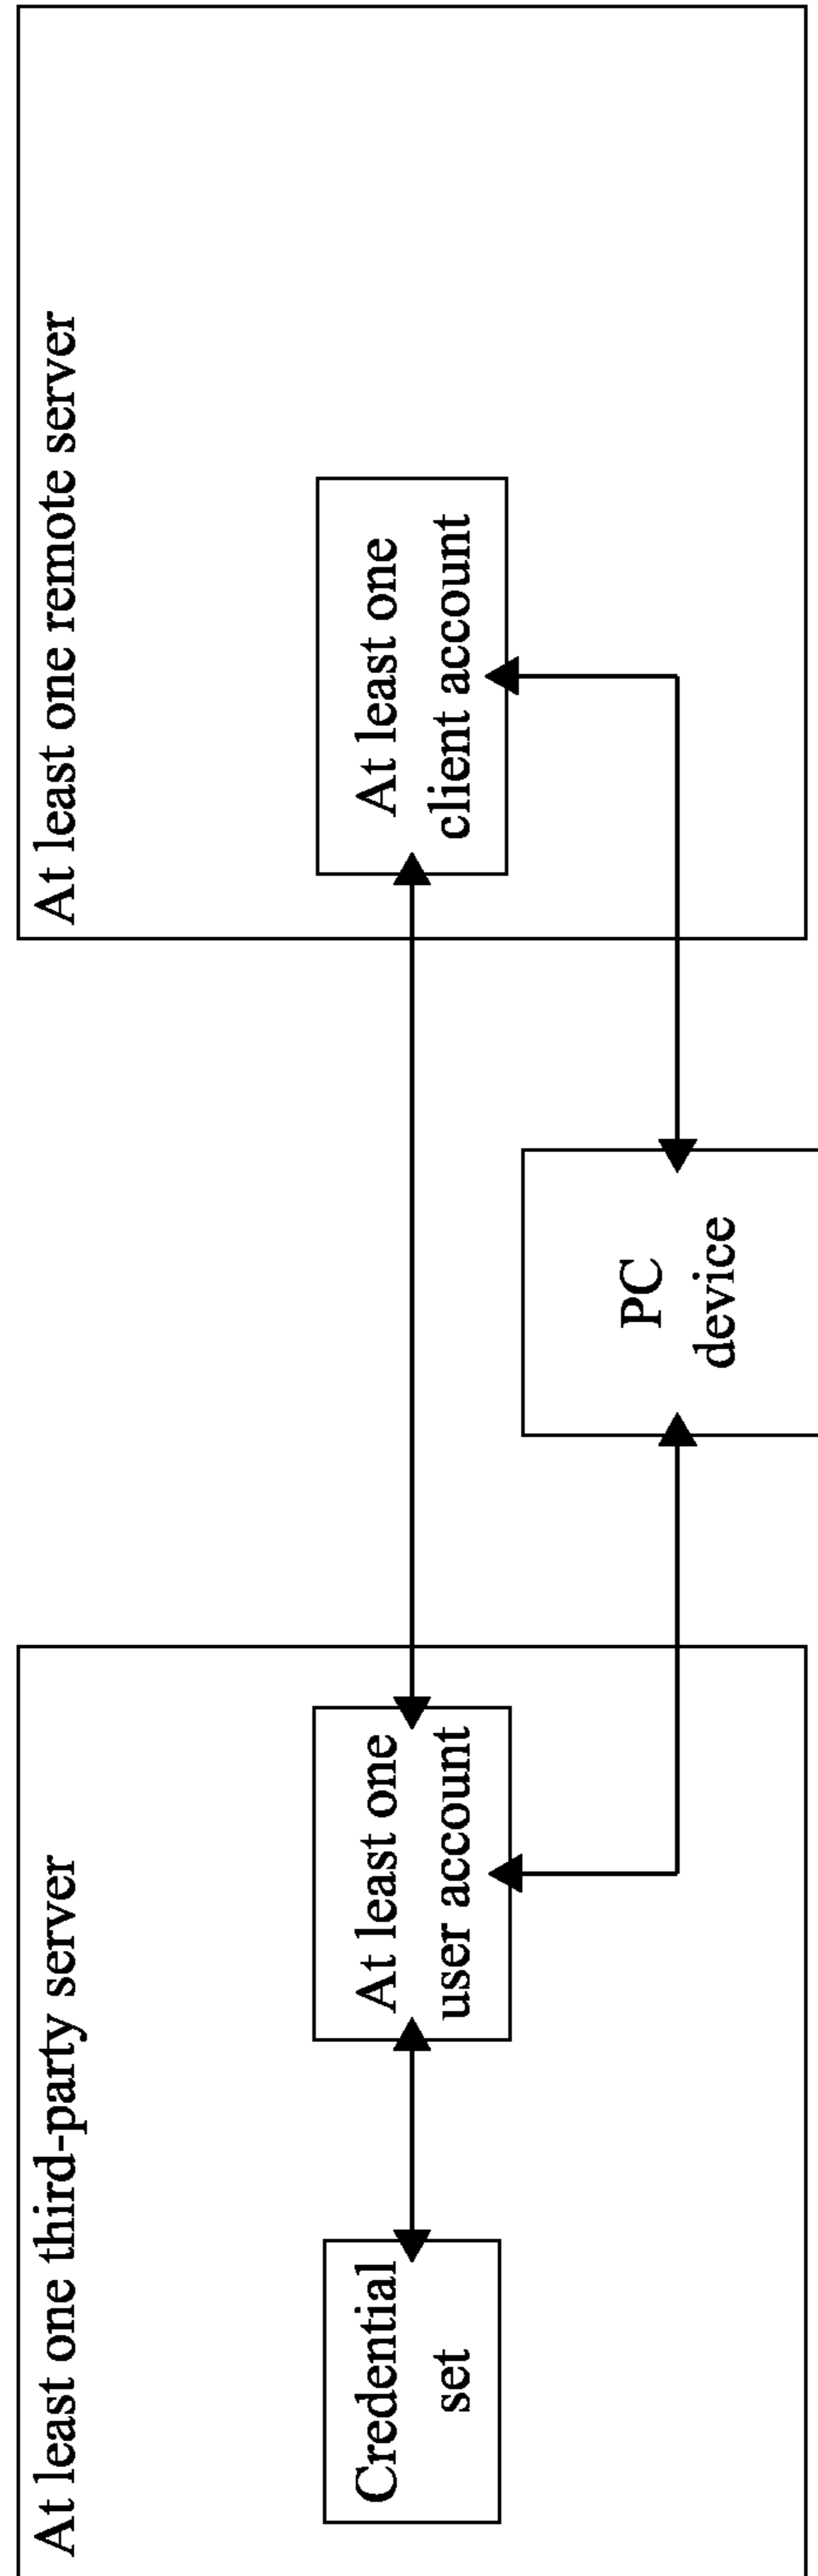 At least one third-party server
Credential
set
At least one
user account
PC
device
At least one remote server
At least one
client account